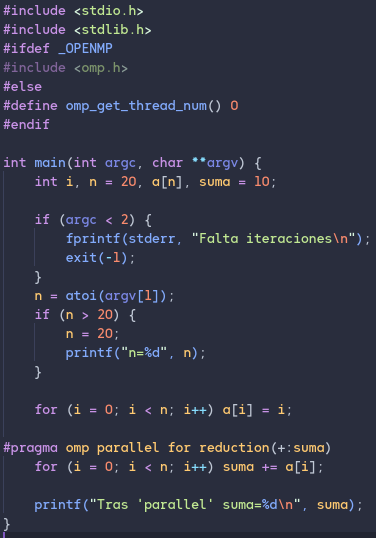 #include <stdio.h>
#include <stdlib.h>
#ifdef _OPENMP
#include <omp.h>
#else
#define omp_get_thread_num() 0
#endif

int main(int argc, char **argv) {
    int i, n = 20, a[n], suma = 10;

    if (argc < 2) {
        fprintf(stderr, "Falta iteraciones\n");
        exit(-1);
    }
    n = atoi(argv[1]);
    if (n > 20) {
        n = 20;
        printf("n=%d", n);
    }

    for (i = 0; i < n; i++) a[i] = i;

#pragma omp parallel for reduction(+:suma)
    for (i = 0; i < n; i++) suma += a[i];

    printf("Tras 'parallel' suma=%d\n", suma);
}